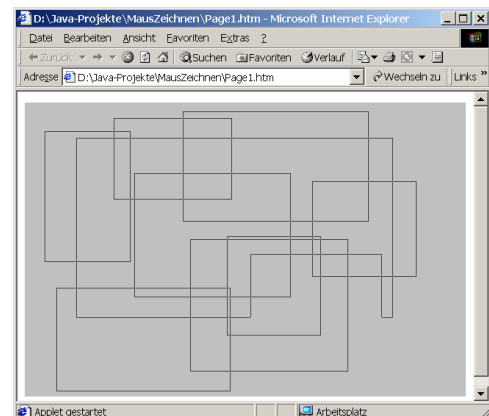 D:\Java-Projekte\MausZeichnen\Page1.htm - Microsoft Internet Explorer
Datei Bearbeiten Ansicht Favoriten Extras ?
Zurück Suchen Favoriten Verlauf
Adresse D:\Java-Projekte\MausZeichnen\Page1.htm Wechseln zu Links »
Applet gestartet Arbeitsplatz